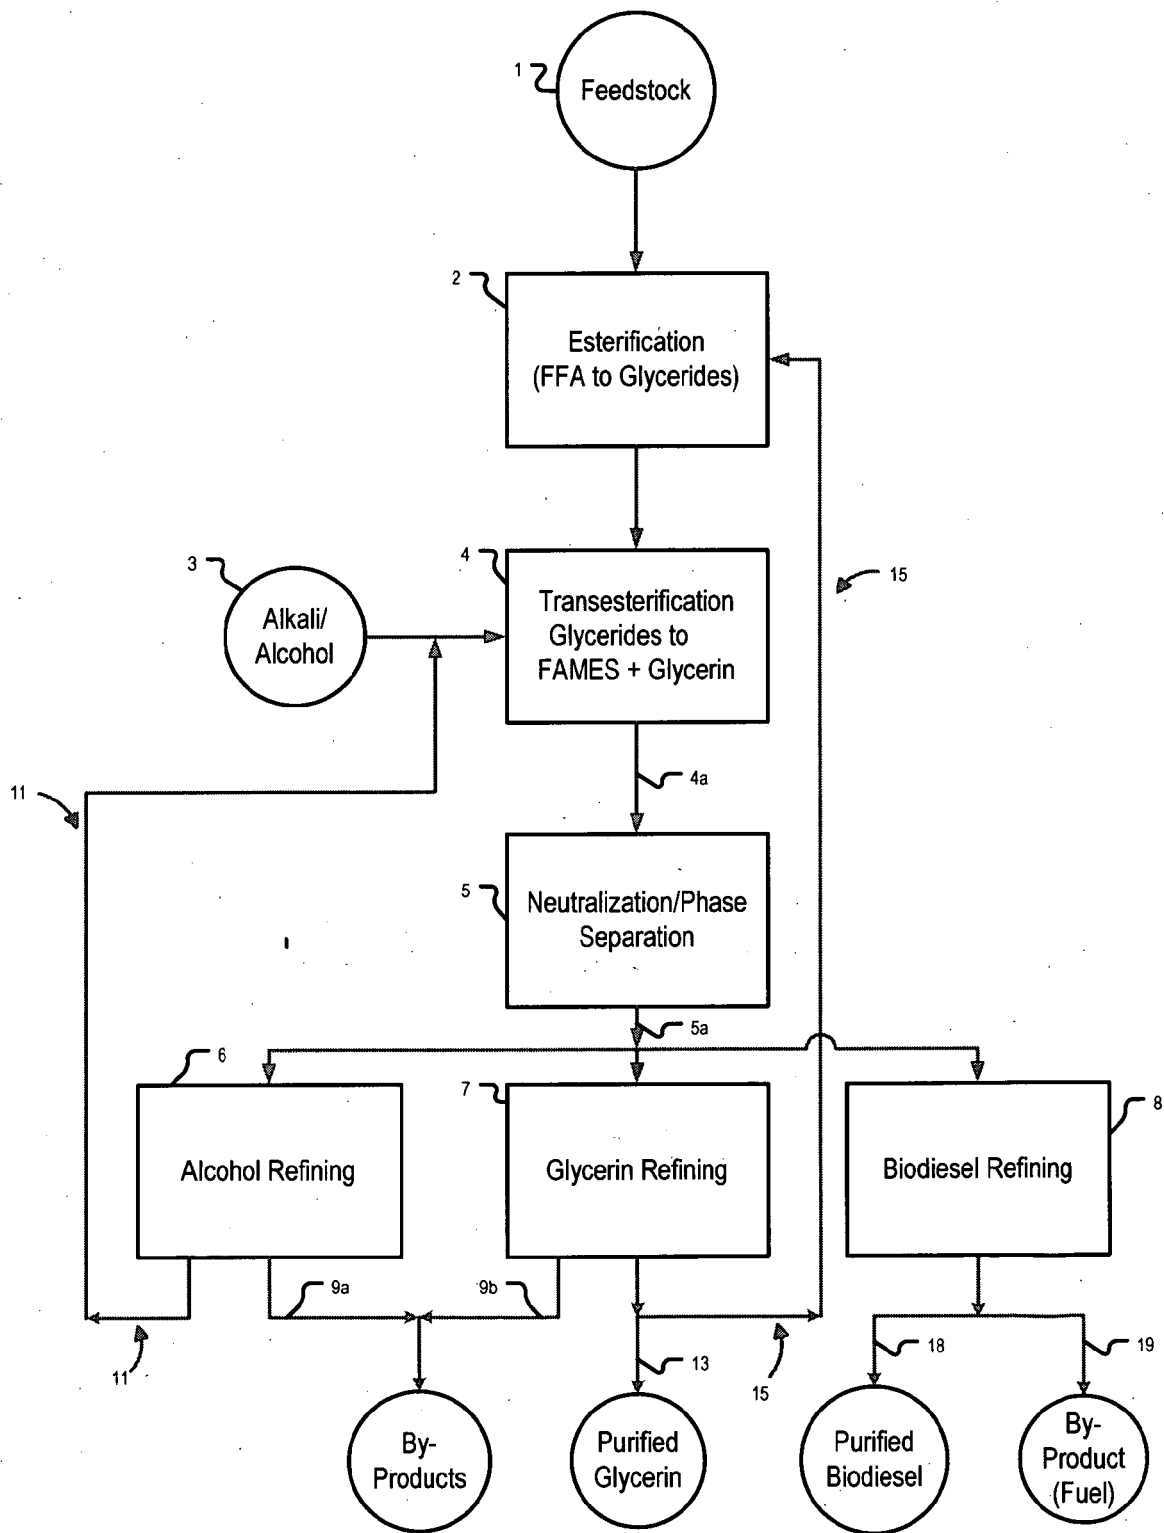 1
Feedstock
2
Esterification
(FFA to Glycerides)
3
Alkali/
Alcohol
4
Transesterification
Glycerides to
FAMES + Glycerin
15
4a
11
5
Neutralization/Phase
Separation
5a
6
Alcohol Refining
7
Glycerin Refining
8
Biodiesel Refining
9a
9b
11
13
15
18
19
By-
Products
Purified
Glycerin
Purified
Biodiesel
By-
Product
(Fuel)